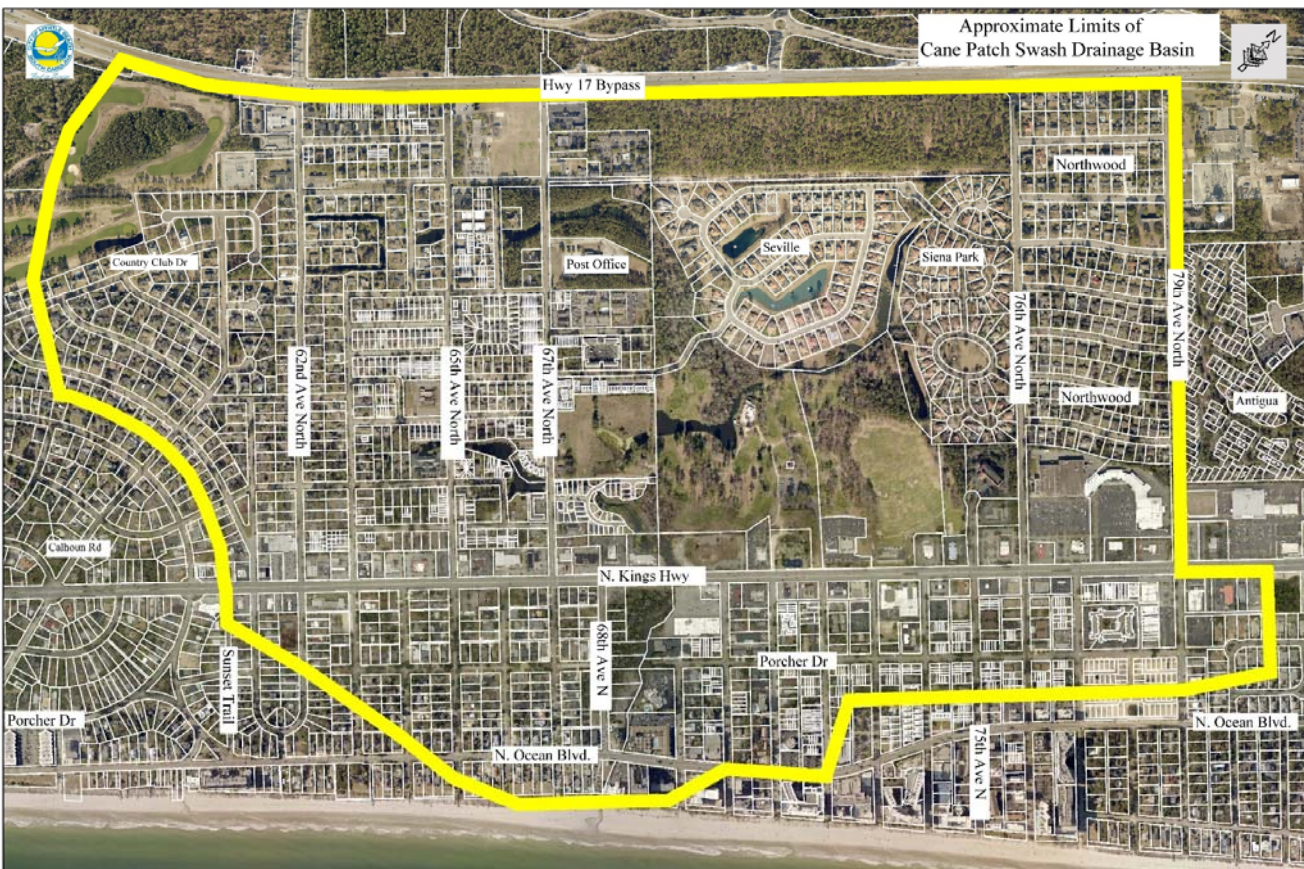 Approximate Limits of
Cane Patch Swash Drainage Basin
N
Hwy 17 Bypass
Northwood
Country Club Dr
Post Office
Seville
Siena Park
62nd Ave North
65th Ave North
67th Ave North
76th Ave North
79th Ave North
Northwood
Antigua
Calhoun Rd
N. Kings Hwy
Sunset Trail
68th Ave N
Porcher Dr
Porcher Dr
N. Ocean Blvd.
75th Ave N
N. Ocean Blvd.